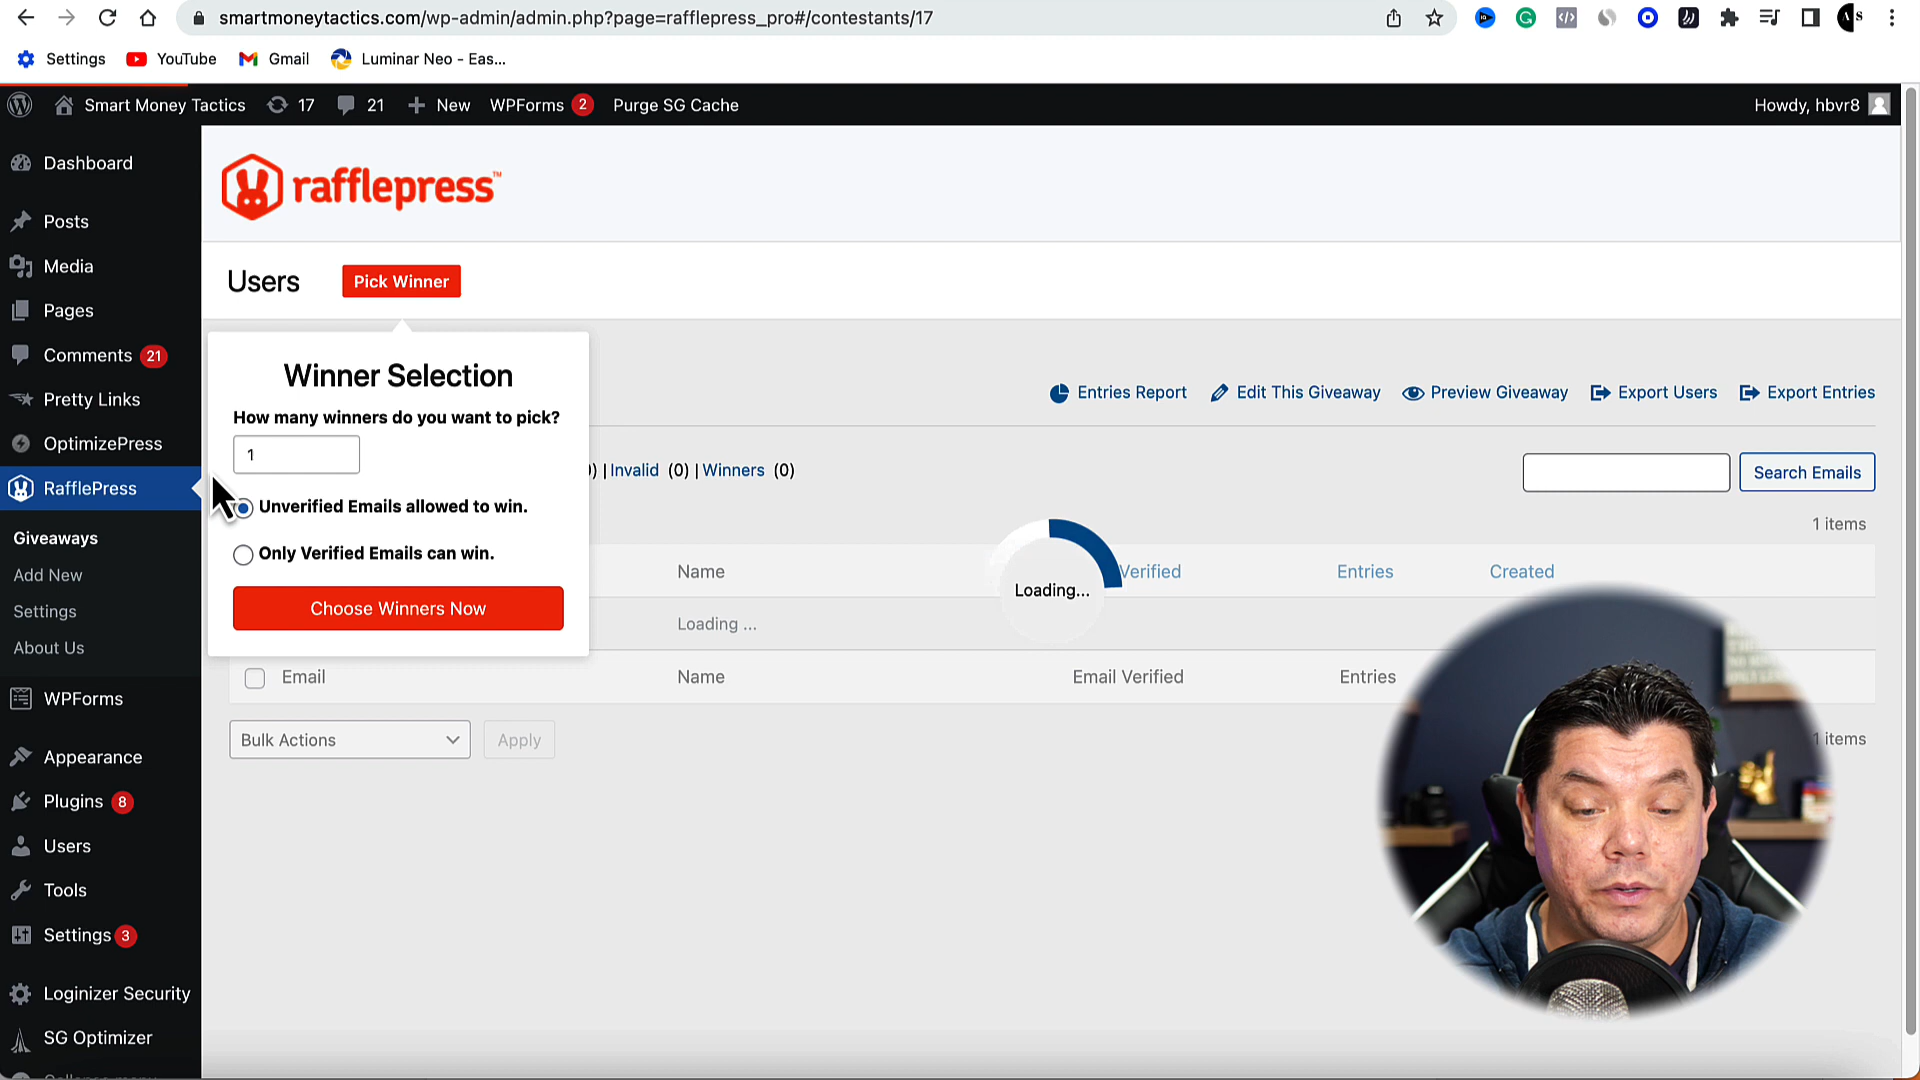 smartmoneytactics.com/wp-admin/admin.php?page=rafflepress_pro#/contestants/17
Settings
YouTube
Gmail
Luminar Neo - Eas...
Smart Money Tactics
17
21
New
WPForms 2
Purge SG Cache
Howdy, hbvr8
Dashboard
Posts
Media
Pages
Comments 21
Pretty Links
OptimizePress
RafflePress
Giveaways
Add New
Settings
About Us
WPForms
Appearance
Plugins 8
Users
Tools
Settings 3
Loginizer Security
SG Optimizer
rafflepress™
Users
Pick Winner
Winner Selection
How many winners do you want to pick?
1
Unverified Emails allowed to win.
Only Verified Emails can win.
Choose Winners Now
Entries Report
Edit This Giveaway
Preview Giveaway
Export Users
Export Entries
) | Invalid (0) | Winners (0)
Search Emails
1 items
Name
Verified
Entries
Created
Loading...
Loading ...
Email
Name
Email Verified
Entries
Bulk Actions
Apply
1 items